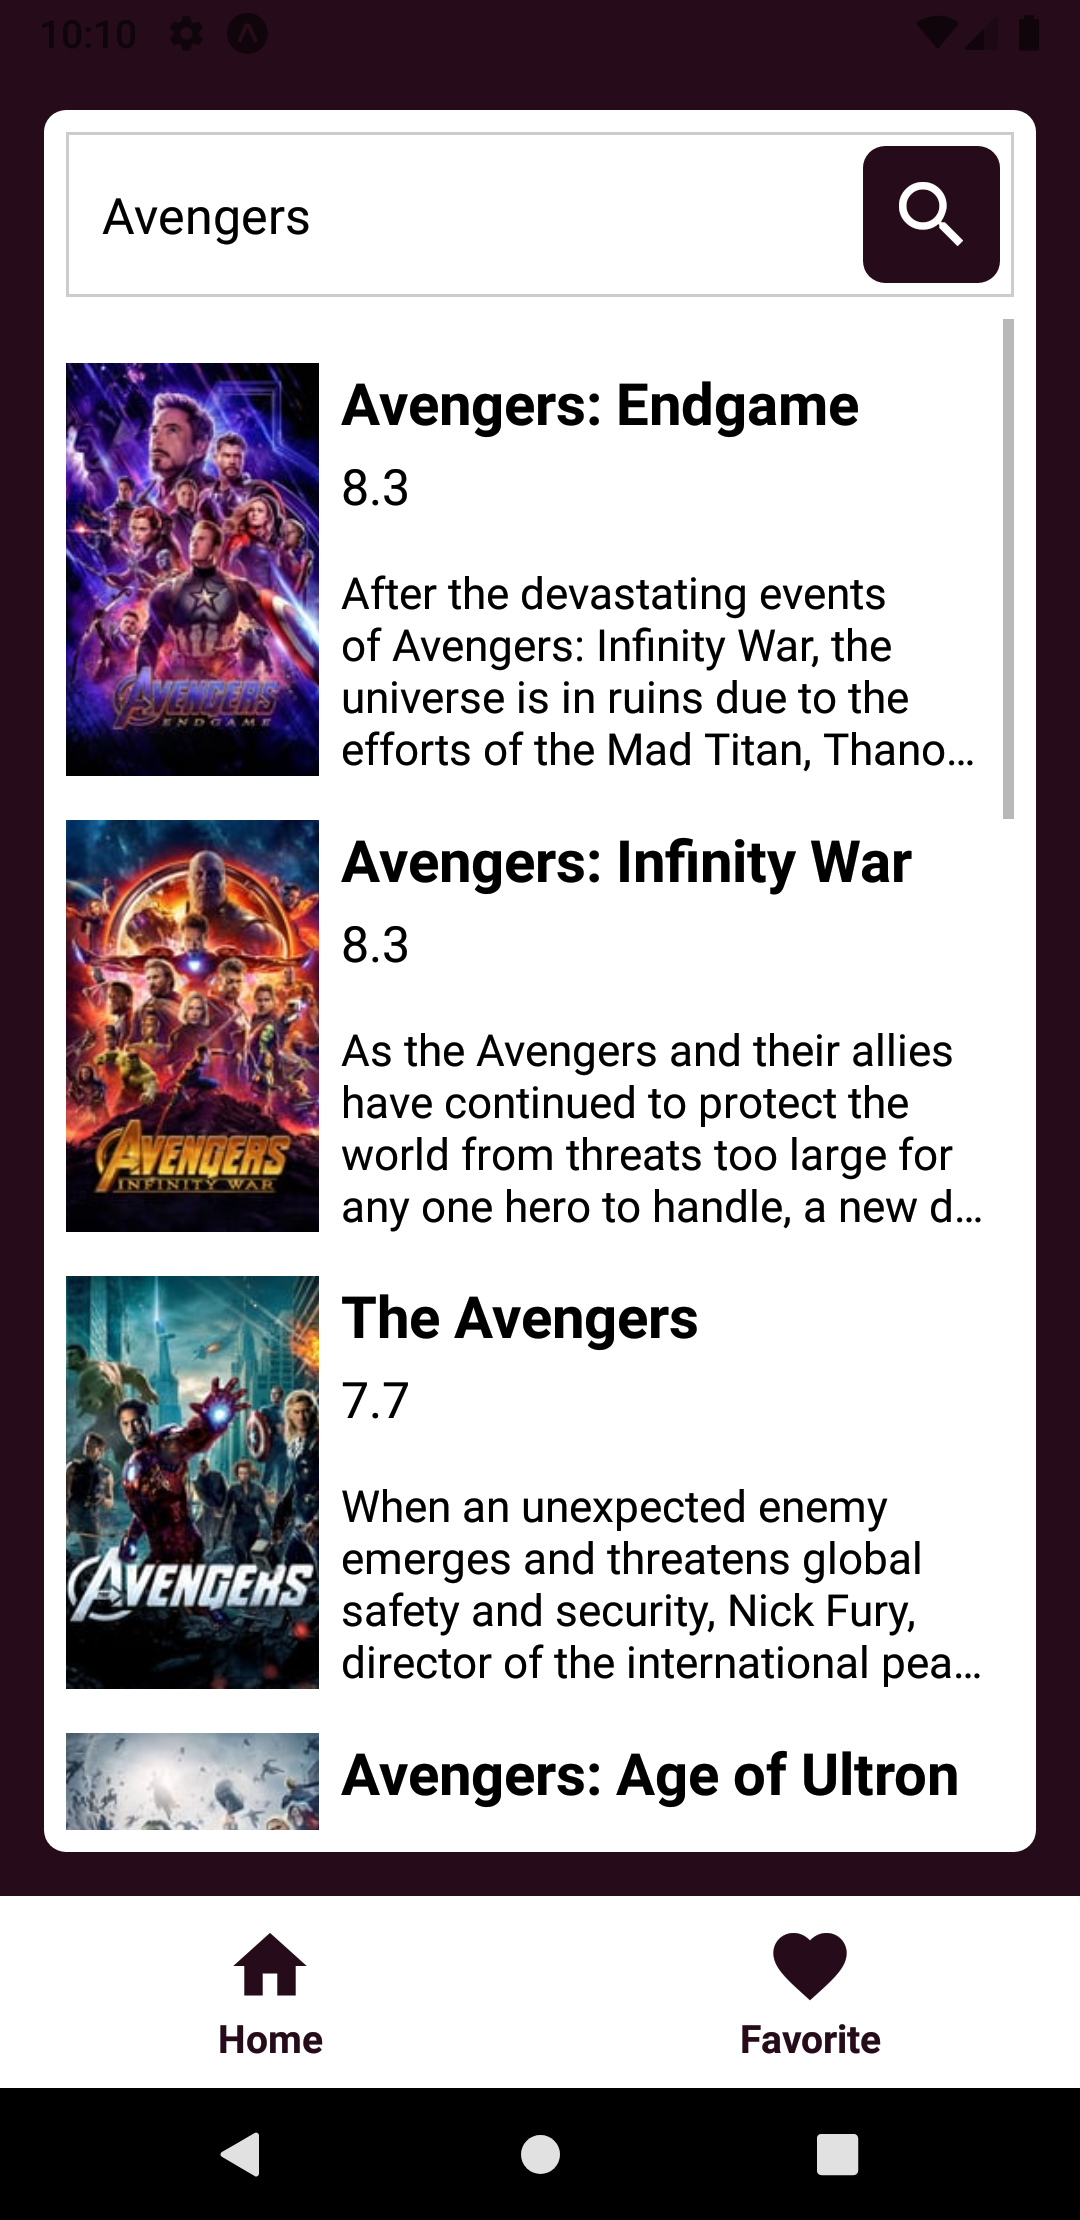 10:10
Avengers
Avengers: Endgame
8.3
After the devastating events
of Avengers: Infinity War, the
universe is in ruins due to the
efforts of the Mad Titan, Thano…
AVENGERS
ENDGAME
Avengers: Infinity War
8.3
As the Avengers and their allies
have continued to protect the
world from threats too large for
any one hero to handle, a new d…
AVENGERS
INFINITY WAR
The Avengers
7.7
When an unexpected enemy
emerges and threatens global
safety and security, Nick Fury,
director of the international pea…
AVENGERS
Avengers: Age of Ultron
Home
Favorite